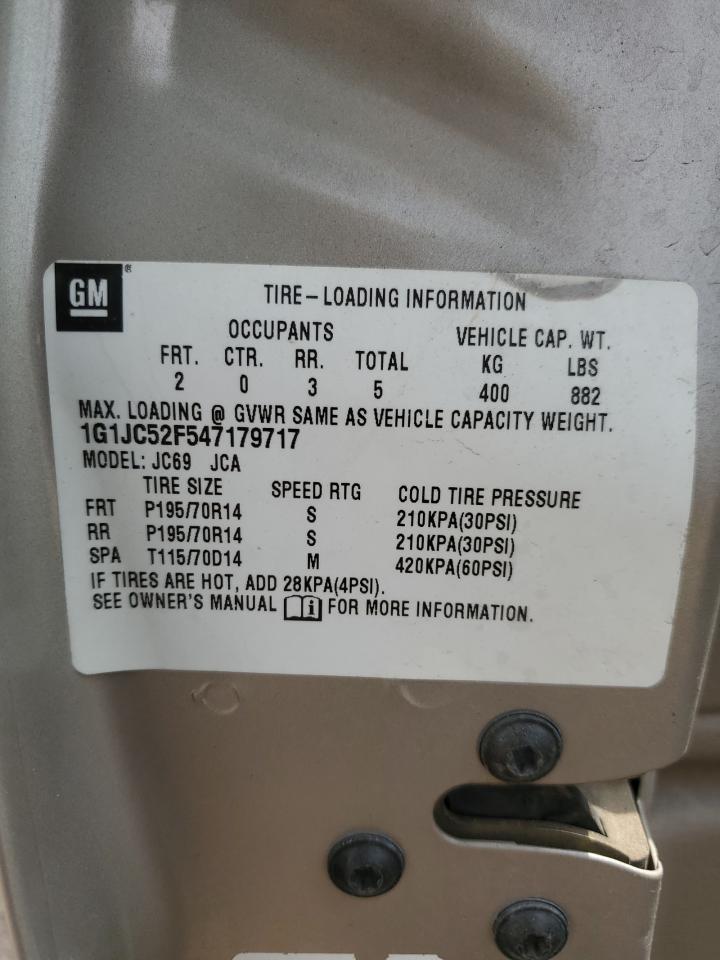 GM® TIRE-LOADING INFORMATION
OCCUPANTS VEHICLE CAP. WT.
FRT. CTR. RR. TOTAL KG LBS
2 0 3 5 400 882
MAX. LOADING @ GVWR SAME AS VEHICLE CAPACITY WEIGHT.
1G1JC52F547179717
MODEL: JC69 JCA
TIRE SIZE SPEED RTG COLD TIRE PRESSURE
FRT P195/70R14 S 210KPA(30PSI)
RR P195/70R14 S 210KPA(30PSI)
SPA T115/70D14 M 420KPA(60PSI)
IF TIRES ARE HOT, ADD 28KPA(4PSI).
SEE OWNER'S MANUAL i FOR MORE INFORMATION.